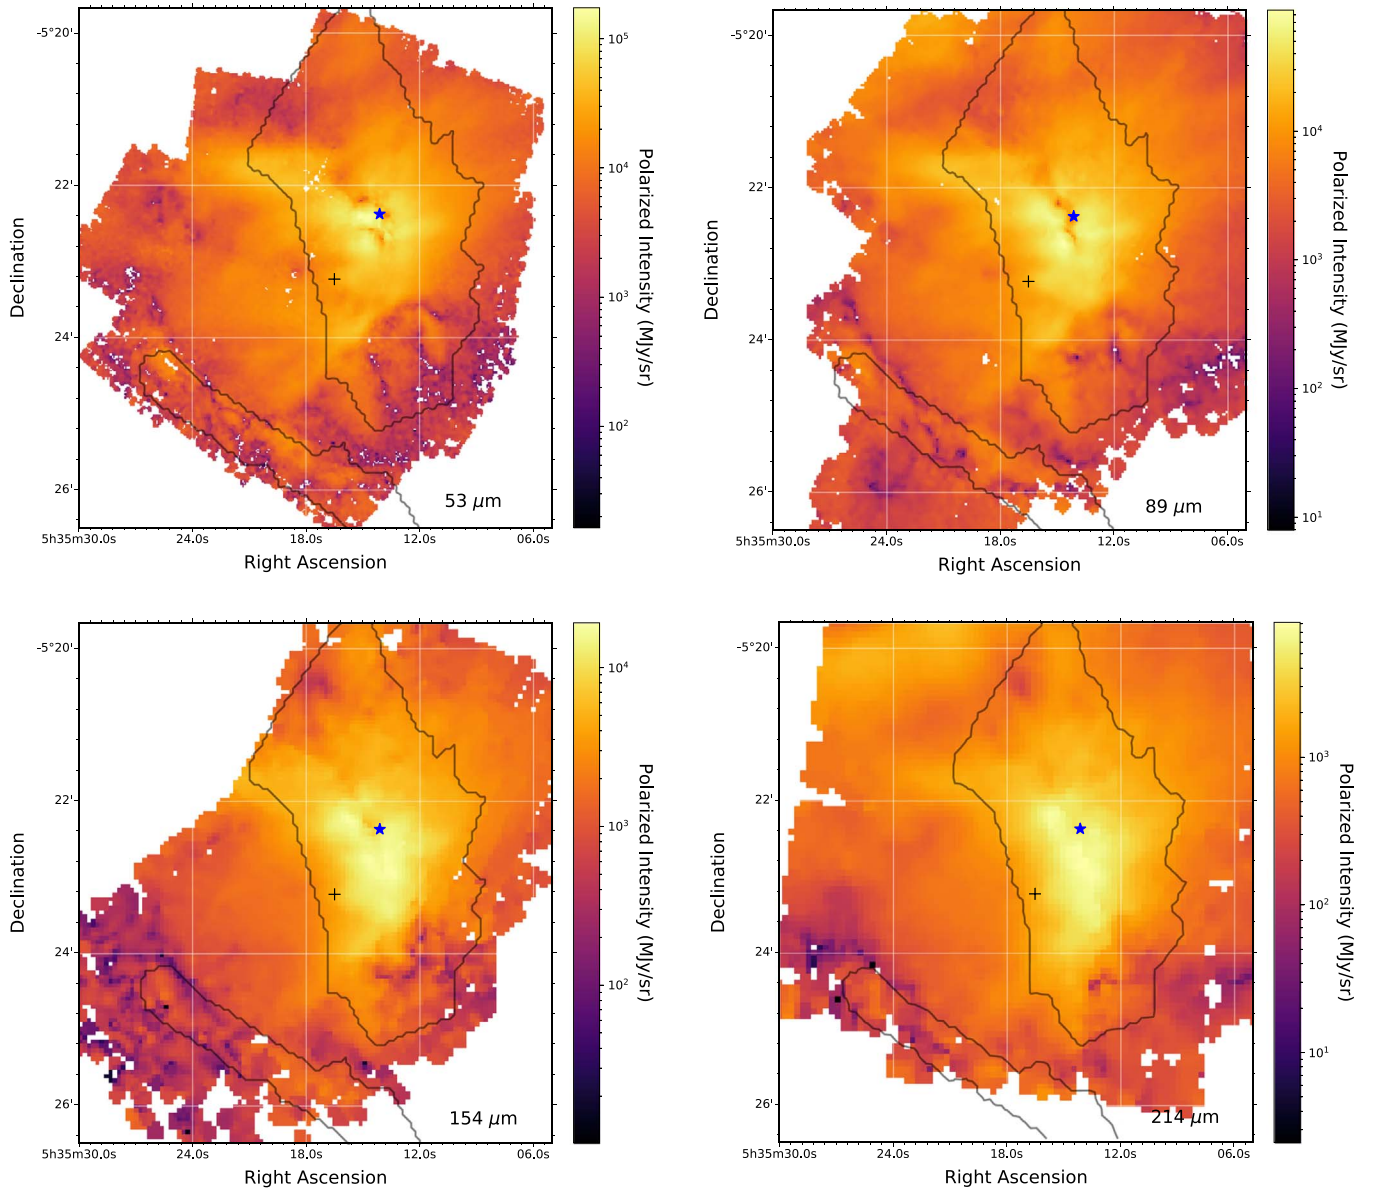 -5°20'
22'
24'
26'
Declination
5h35m30.0s 24.0s 18.0s 12.0s 06.0s
Right Ascension
53 μm
10⁵
10⁴
10³
10²
Polarized Intensity (MJy/sr)
-5°20'
22'
24'
26'
Declination
5h35m30.0s 24.0s 18.0s 12.0s 06.0s
Right Ascension
89 μm
10⁴
10³
10²
10¹
Polarized Intensity (MJy/sr)
-5°20'
22'
24'
26'
Declination
5h35m30.0s 24.0s 18.0s 12.0s 06.0s
Right Ascension
154 μm
10⁴
10³
10²
Polarized Intensity (MJy/sr)
-5°20'
22'
24'
26'
Declination
5h35m30.0s 24.0s 18.0s 12.0s 06.0s
Right Ascension
214 μm
10³
10²
10¹
Polarized Intensity (MJy/sr)